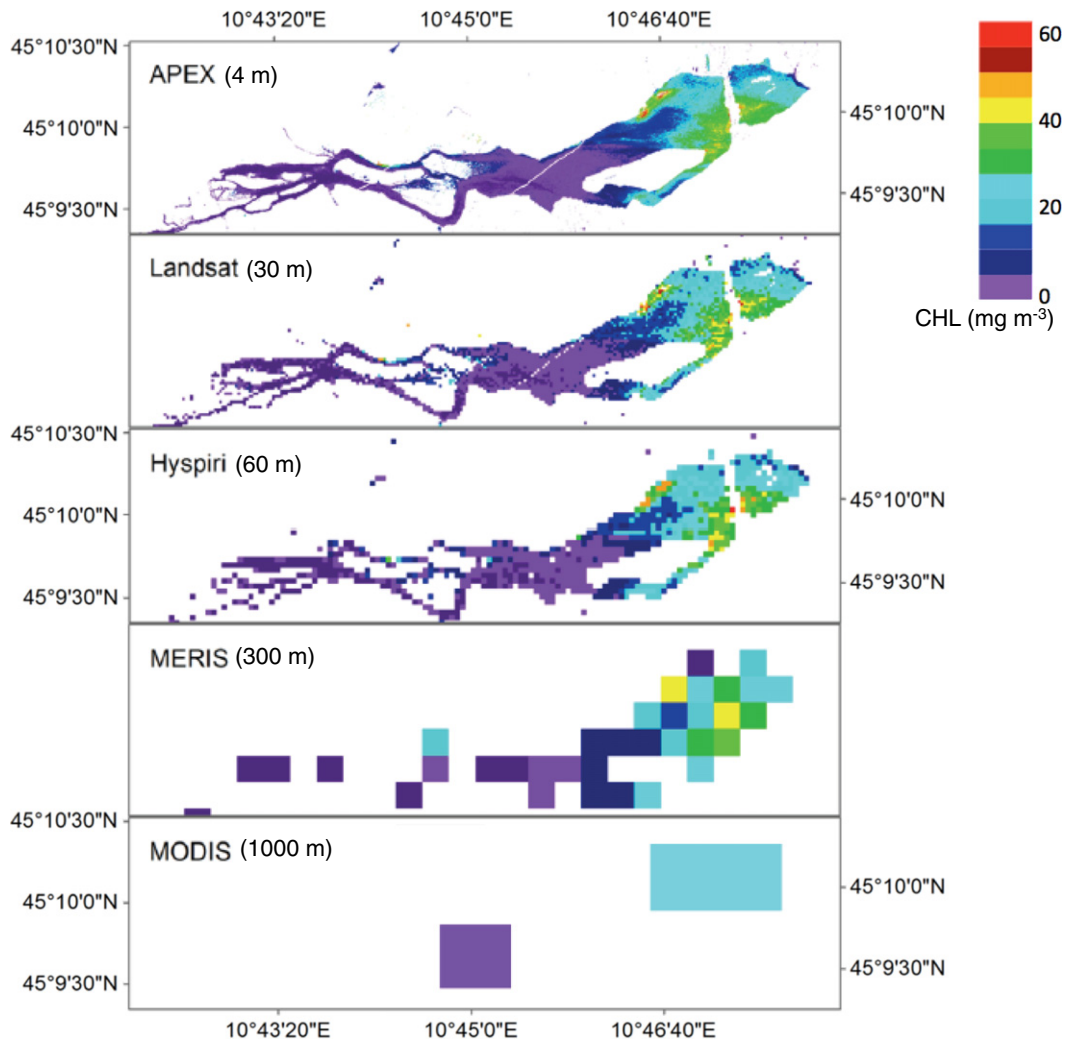 10°43'20"E 10°45'0"E 10°46'40"E
45°10'30"N
APEX (4 m)
60
45°10'0"N
45°10'0"N
40
45°9'30"N
45°9'30"N
20
Landsat (30 m)
0
CHL (mg m-3)
45°10'30"N
Hyspiri (60 m)
45°10'0"N
45°10'0"N
45°9'30"N
45°9'30"N
MERIS (300 m)
45°10'30"N
MODIS (1000 m)
45°10'0"N
45°10'0"N
45°9'30"N
45°9'30"N
10°43'20"E 10°45'0"E 10°46'40"E